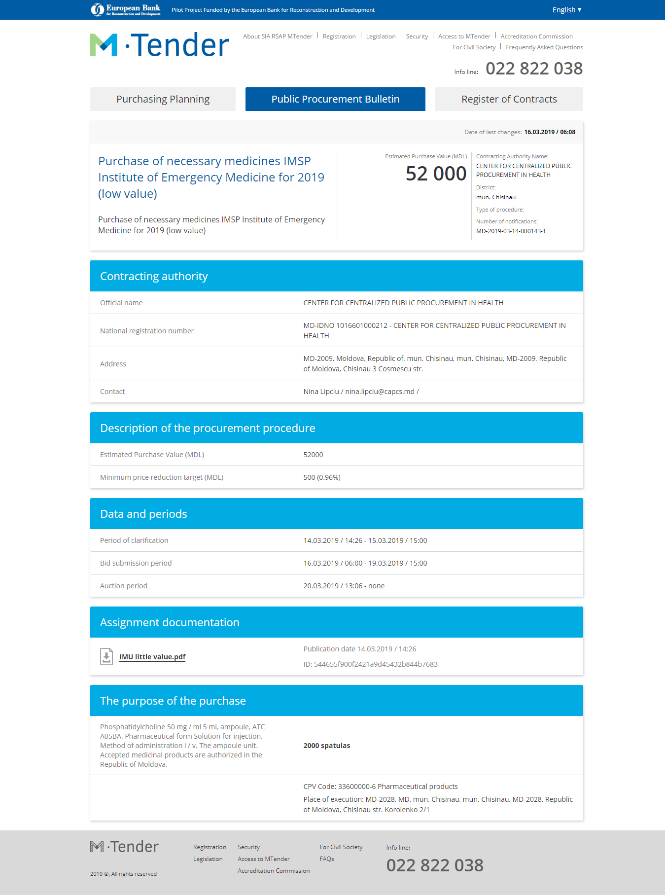 European Bank
for Reconstruction and Development
Pilot Project Funded by the European Bank for Reconstruction and Development
English ▾
M·Tender
About SIA RSAP MTender | Registration | Legislation | Security | Access to MTender | Accreditation Commission
For Civil Society | Frequently Asked Questions
Info line: 022 822 038
Purchasing Planning
Public Procurement Bulletin
Register of Contracts
Date of last changes: 16.03.2019 / 06:08
Purchase of necessary medicines IMSP
Institute of Emergency Medicine for 2019
(low value)
Purchase of necessary medicines IMSP Institute of Emergency
Medicine for 2019 (low value)
Estimated Purchase Value (MDL)
52 000
Contracting Authority Name:
CENTER FOR CENTRALIZED PUBLIC
PROCUREMENT IN HEALTH
District:
mun. Chisinau
Type of procedure:
Number of notifications:
Contracting authority
Official name
CENTER FOR CENTRALIZED PUBLIC PROCUREMENT IN HEALTH
National registration number
MD-IDNO 1016601000212 - CENTER FOR CENTRALIZED PUBLIC PROCUREMENT IN
HEALTH
Address
MD-2009, Moldova, Republic of, mun. Chisinau, mun. Chisinau, MD-2009, Republic
of Moldova, Chisinau 3 Cosmescu str.
Contact
Nina Lipciu / nina.lipciu@capcs.md /
Description of the procurement procedure
Estimated Purchase Value (MDL)
52000
Minimum price reduction target (MDL)
500 (0.96%)
Data and periods
Period of clarification
14.03.2019 / 14:26 - 15.03.2019 / 15:00
Bid submission period
16.03.2019 / 06:00 - 19.03.2019 / 15:00
Auction period
20.03.2019 / 13:06 - none
Assignment documentation
IMU little value.pdf
Publication date 14.03.2019 / 14:26
ID: 544655f900f2421a9d45432b844b7683
The purpose of the purchase
Phosphatidylcholine 50 mg / ml 5 ml, ampoule, ATC
A05BA, Pharmaceutical form Solution for injection,
Method of administration i / v. The ampoule unit.
Accepted medicinal products are authorized in the
Republic of Moldova.
2000 spatulas
CPV Code: 33600000-6 Pharmaceutical products
Place of execution: MD-2028, MD, mun. Chisinau, mun. Chisinau, MD-2028, Republic
of Moldova, Chisinau str. Korolenko 2/1
M·Tender
2019 ©. All rights reserved
Registration
Legislation
Security
Access to MTender
Accreditation Commission
For Civil Society
FAQs
Info line:
022 822 038